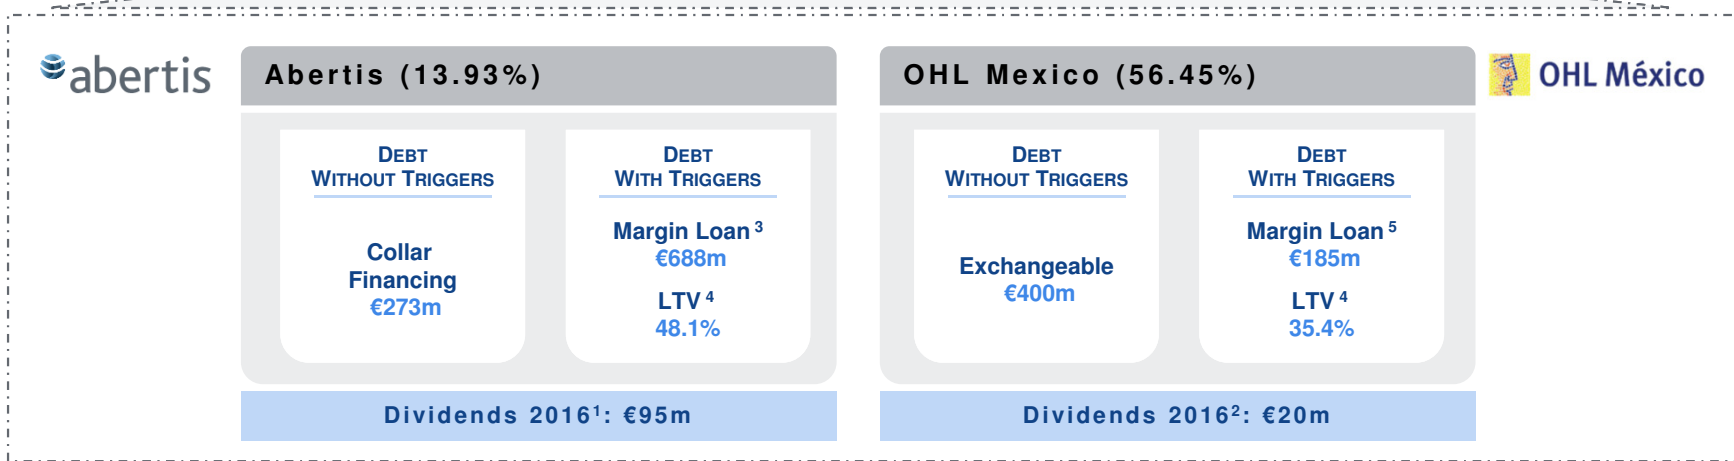 abertis
Abertis (13.93%)
DEBT
WITHOUT TRIGGERS
Collar
Financing
€273m
DEBT
WITH TRIGGERS
Margin Loan 3
€688m
LTV 4
48.1%
Dividends 2016¹: €95m
OHL Mexico (56.45%)
OHL México
DEBT
WITHOUT TRIGGERS
Exchangeable
€400m
DEBT
WITH TRIGGERS
Margin Loan 5
€185m
LTV 4
35.4%
Dividends 2016²: €20m